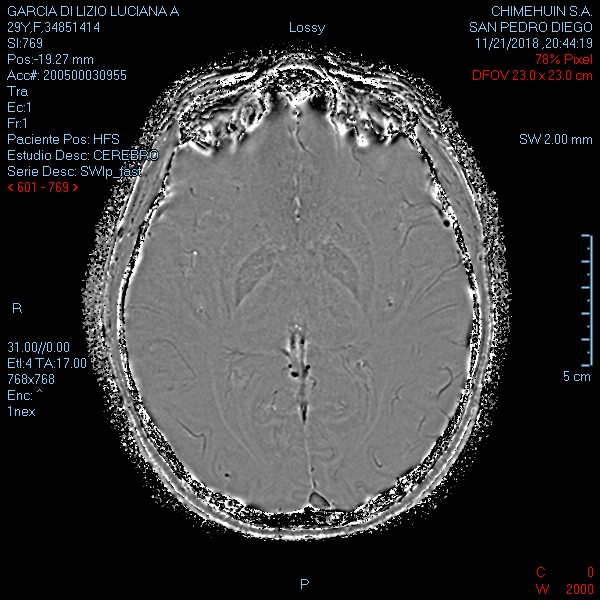 GARCIA DI LIZIO LUCIANA A
29Y,F,34851414
Sl:769
Pos:-19.27 mm
Acc#: 200500030955
Tra
Ec:1
Fr:1
Paciente Pos: HFS
Estudio Desc: CEREBRO
Serie Desc: SWIp_fast
< 601 - 769 >
Lossy
CHIMEHUIN S.A.
SAN PEDRO DIEGO
11/21/2018 ,20:44:19
78% Pixel
DFOV 23.0 x 23.0 cm
SW 2.00 mm
R
31.00//0.00
Etl:4 TA:17.00
768x768
Enc: ^
1nex
5 cm
P
C 0
W 2000